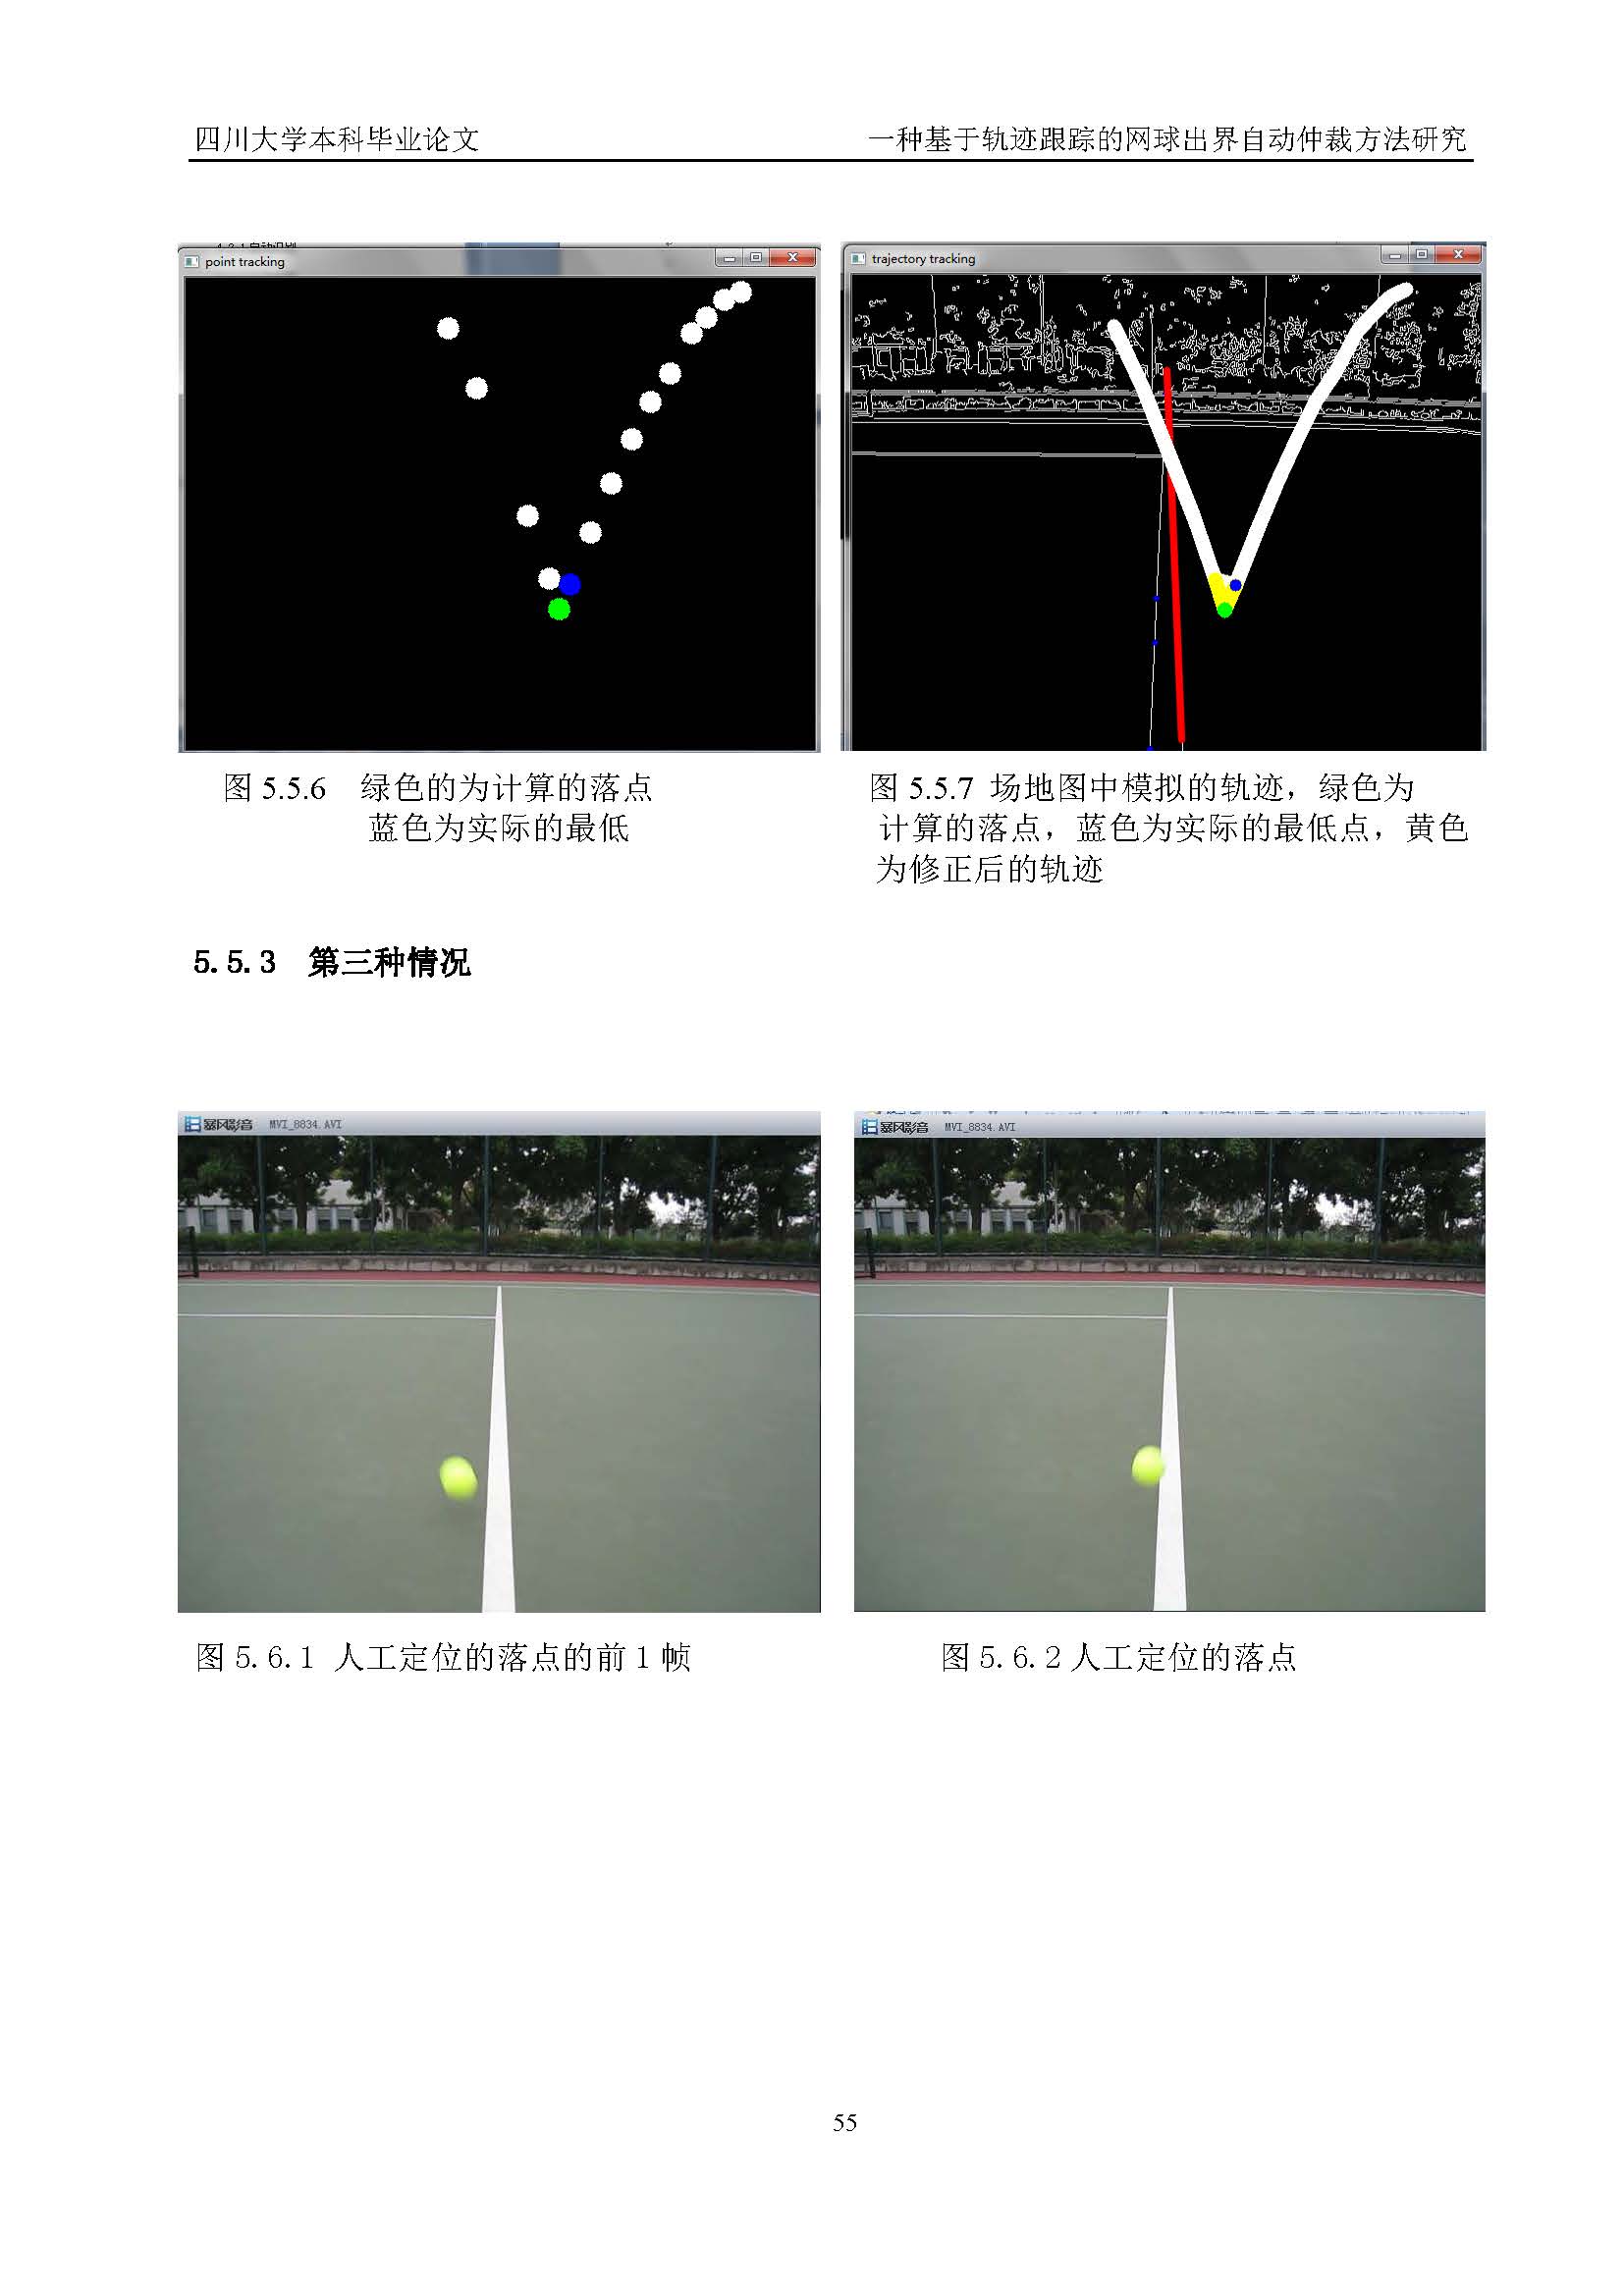 四川大学本科毕业论文 一种基于轨迹跟踪的网球出界自动仲裁方法研究
point tracking
trajectory tracking
图 5.5.6 绿色的为计算的落点
蓝色为实际的最低
图 5.5.7 场地图中模拟的轨迹，绿色为
计算的落点，蓝色为实际的最低点，黄色
为修正后的轨迹
5.5.3 第三种情况
暴风影音 MVI_8834.AVI
暴风影音 MVI_8834.AVI
图 5.6.1 人工定位的落点的前 1 帧
图 5.6.2 人工定位的落点
55